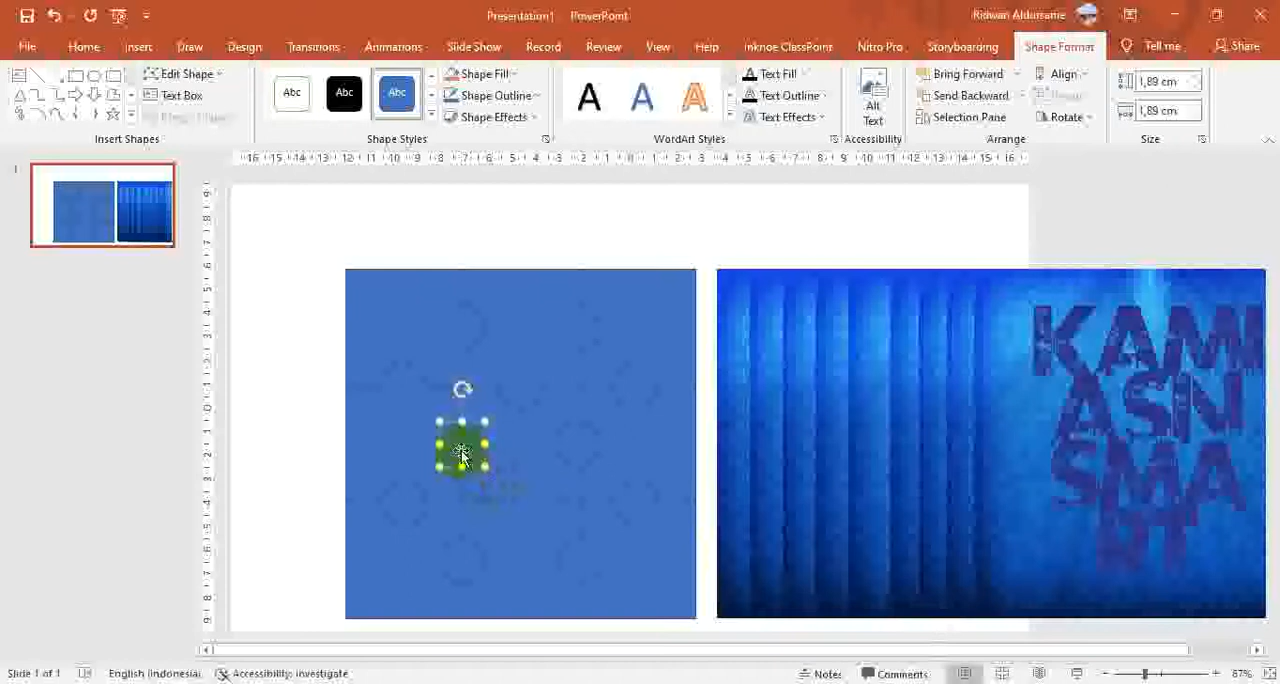 Presentation1 - PowerPoint
Ridwan Aldursanie
File Home Insert Draw Design Transitions Animations Slide Show Record Review View Help Inknoe ClassPoint Nitro Pro Storyboarding Shape Format Tell me Share
Edit Shape
Text Box
Insert Shapes
Abc Abc Abc
Shape Fill
Shape Outline
Shape Effects
Shape Styles
A A A
Text Fill
Text Outline
Text Effects
WordArt Styles
Alt
Text
Accessibility
Bring Forward
Send Backward
Selection Pane
Align
Rotate
Arrange
1,89 cm
1,89 cm
Size
1
KAMI
ASN
SMA
RT
Slide 1 of 1 English (Indonesia) Accessibility: Investigate Notes Comments 87%